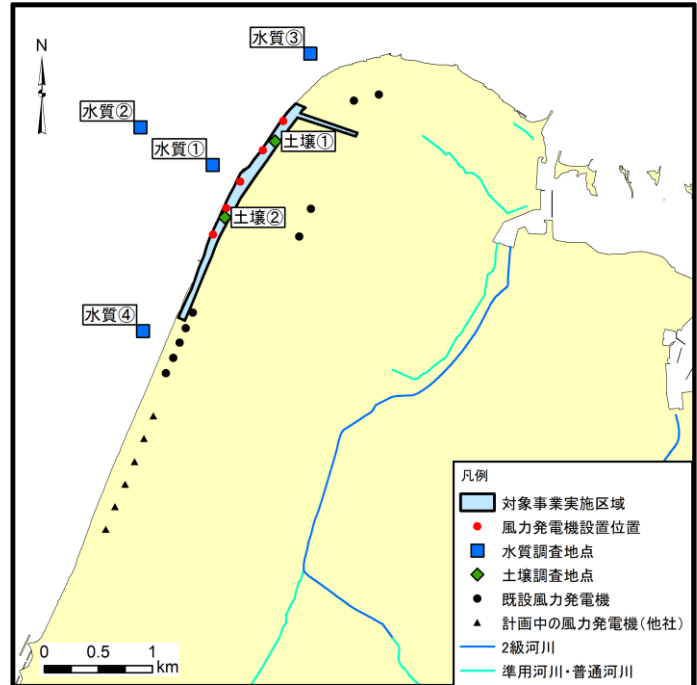 水質③
N
水質②
土壌①
水質①
土壌②
水質④
凡例
対象事業実施区域
風力発電機設置位置
水質調査地点
土壌調査地点
既設風力発電機
計画中の風力発電機(他社)
2級河川
準用河川・普通河川
0 0.5 1
km